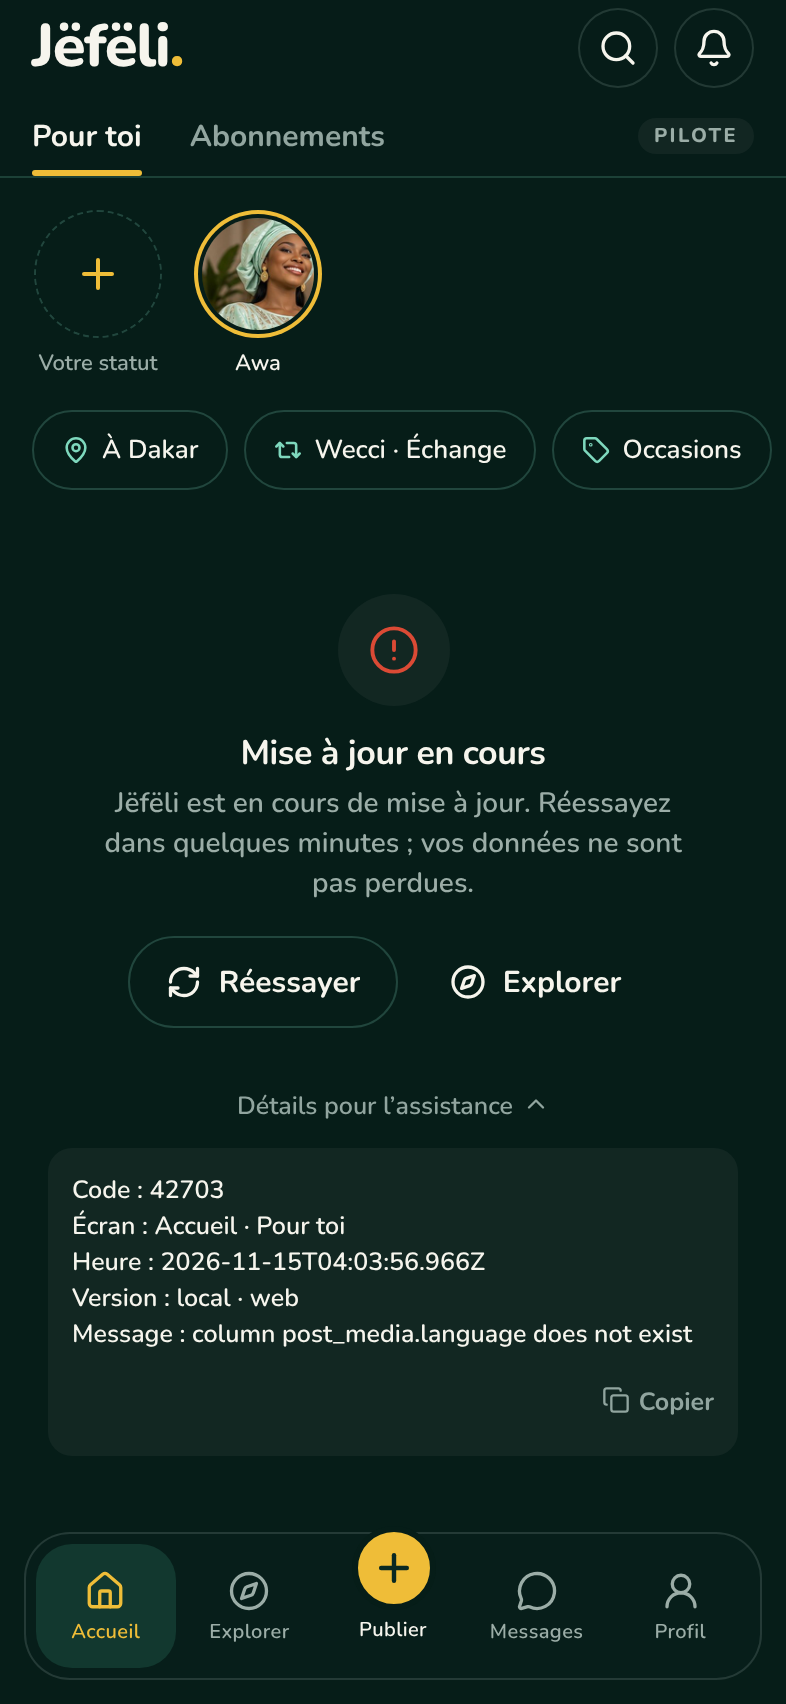 Jëfëli.
Pour toi
Abonnements
PILOTE
Votre statut
Awa
À Dakar
Wecci · Échange
Occasions
Mise à jour en cours
Jëfëli est en cours de mise à jour. Réessayez
dans quelques minutes ; vos données ne sont
pas perdues.
Réessayer
Explorer
Détails pour l’assistance
Code : 42703
Écran : Accueil · Pour toi
Heure : 2026-11-15T04:03:56.966Z
Version : local · web
Message : column post_media.language does not exist
Copier
Accueil
Explorer
Publier
Messages
Profil